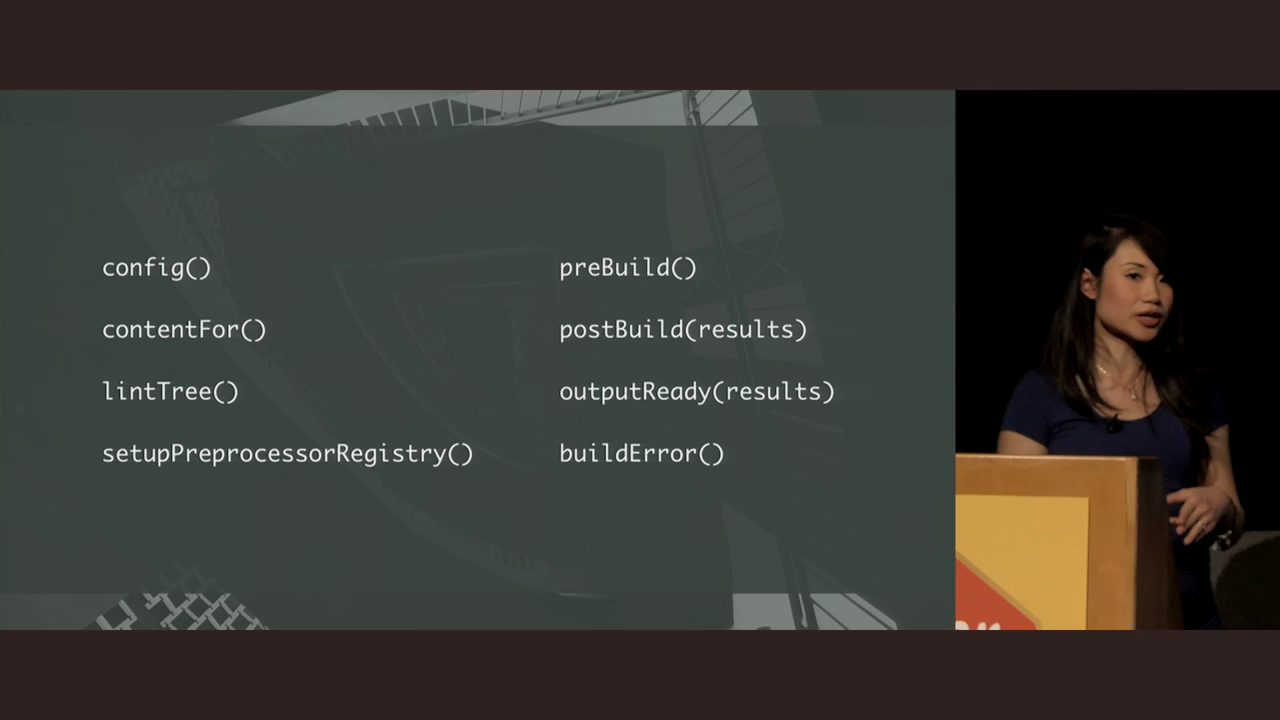 config()
contentFor()
lintTree()
setupPreprocessorRegistry()
preBuild()
postBuild(results)
outputReady(results)
buildError()